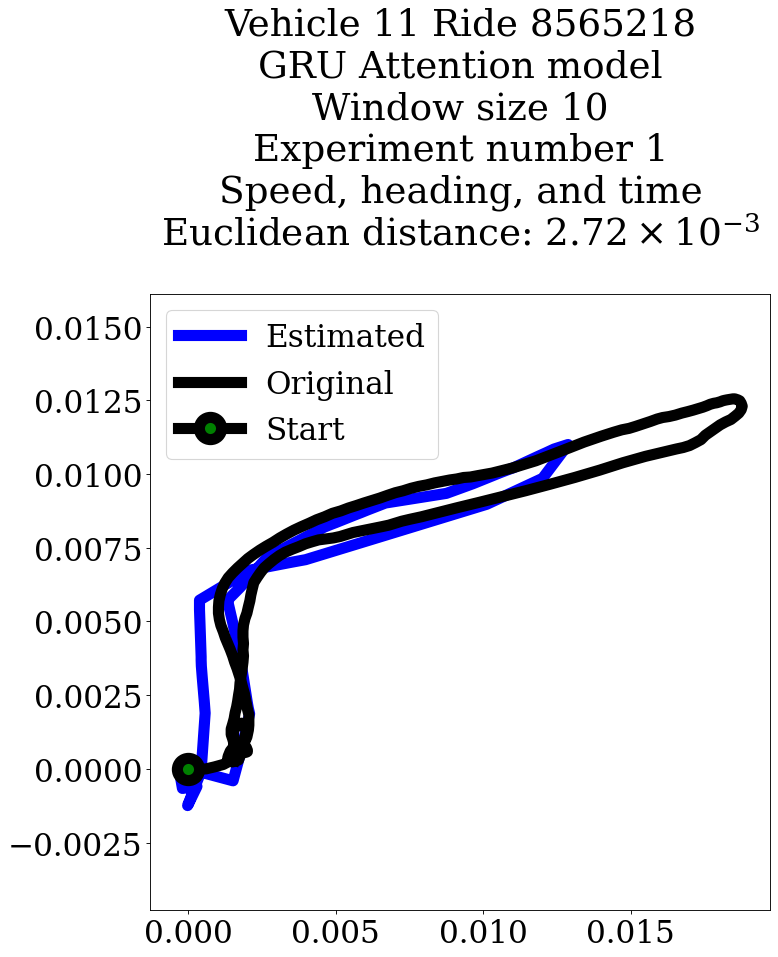 Vehicle 11 Ride 8565218
GRU Attention model
Window size 10
Experiment number 1
Speed, heading, and time
Euclidean distance: 2.72 × 10⁻³
Estimated
Original
Start
0.0150
0.0125
0.0100
0.0075
0.0050
0.0025
0.0000
−0.0025
0.000 0.005 0.010 0.015